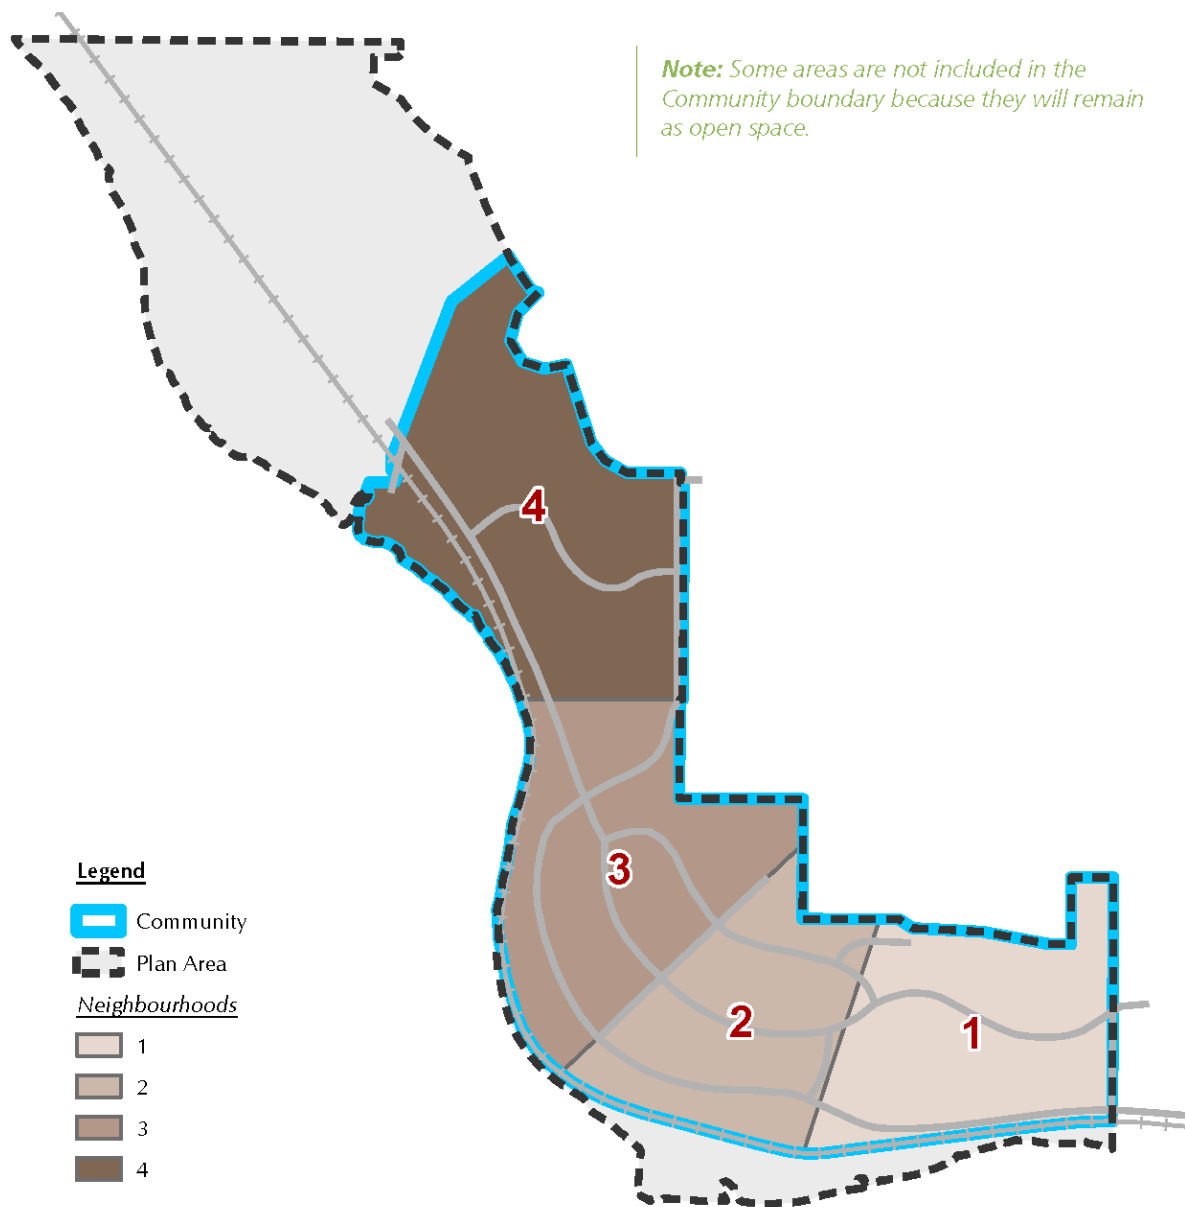 Note: Some areas are not included in the
Community boundary because they will remain
as open space.
4
3
2
1
Legend
Community
Plan Area
Neighbourhoods
1
2
3
4